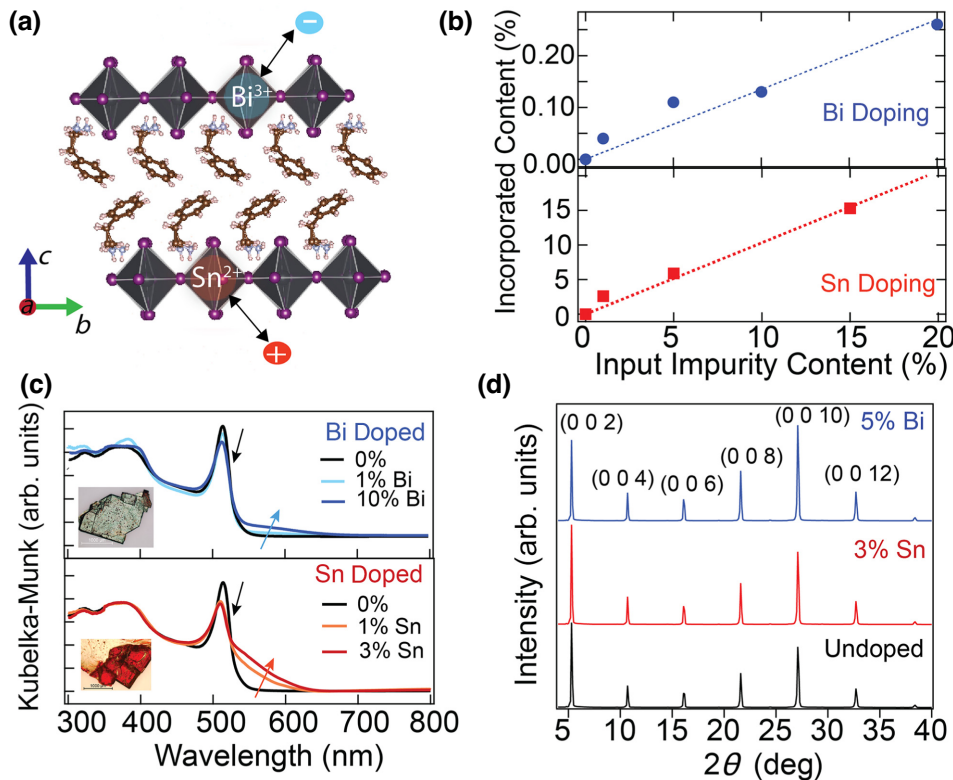 (a)
−
Bi³⁺
Sn²⁺
+
c
a
b
(b)
Incorporated Content (%)
0.20
0.10
0.00
Bi Doping
15
10
5
0
Sn Doping
0
5
10
15
20
Input Impurity Content (%)
(c)
Kubelka-Munk (arb. units)
Bi Doped
0%
1% Bi
10% Bi
Sn Doped
0%
1% Sn
3% Sn
300
400
500
600
700
800
Wavelength (nm)
(d)
Intensity (arb. units)
(0 0 2)
(0 0 4)
(0 0 6)
(0 0 8)
(0 0 10)
(0 0 12)
5% Bi
3% Sn
Undoped
5
10
15
20
25
30
35
40
2θ (deg)